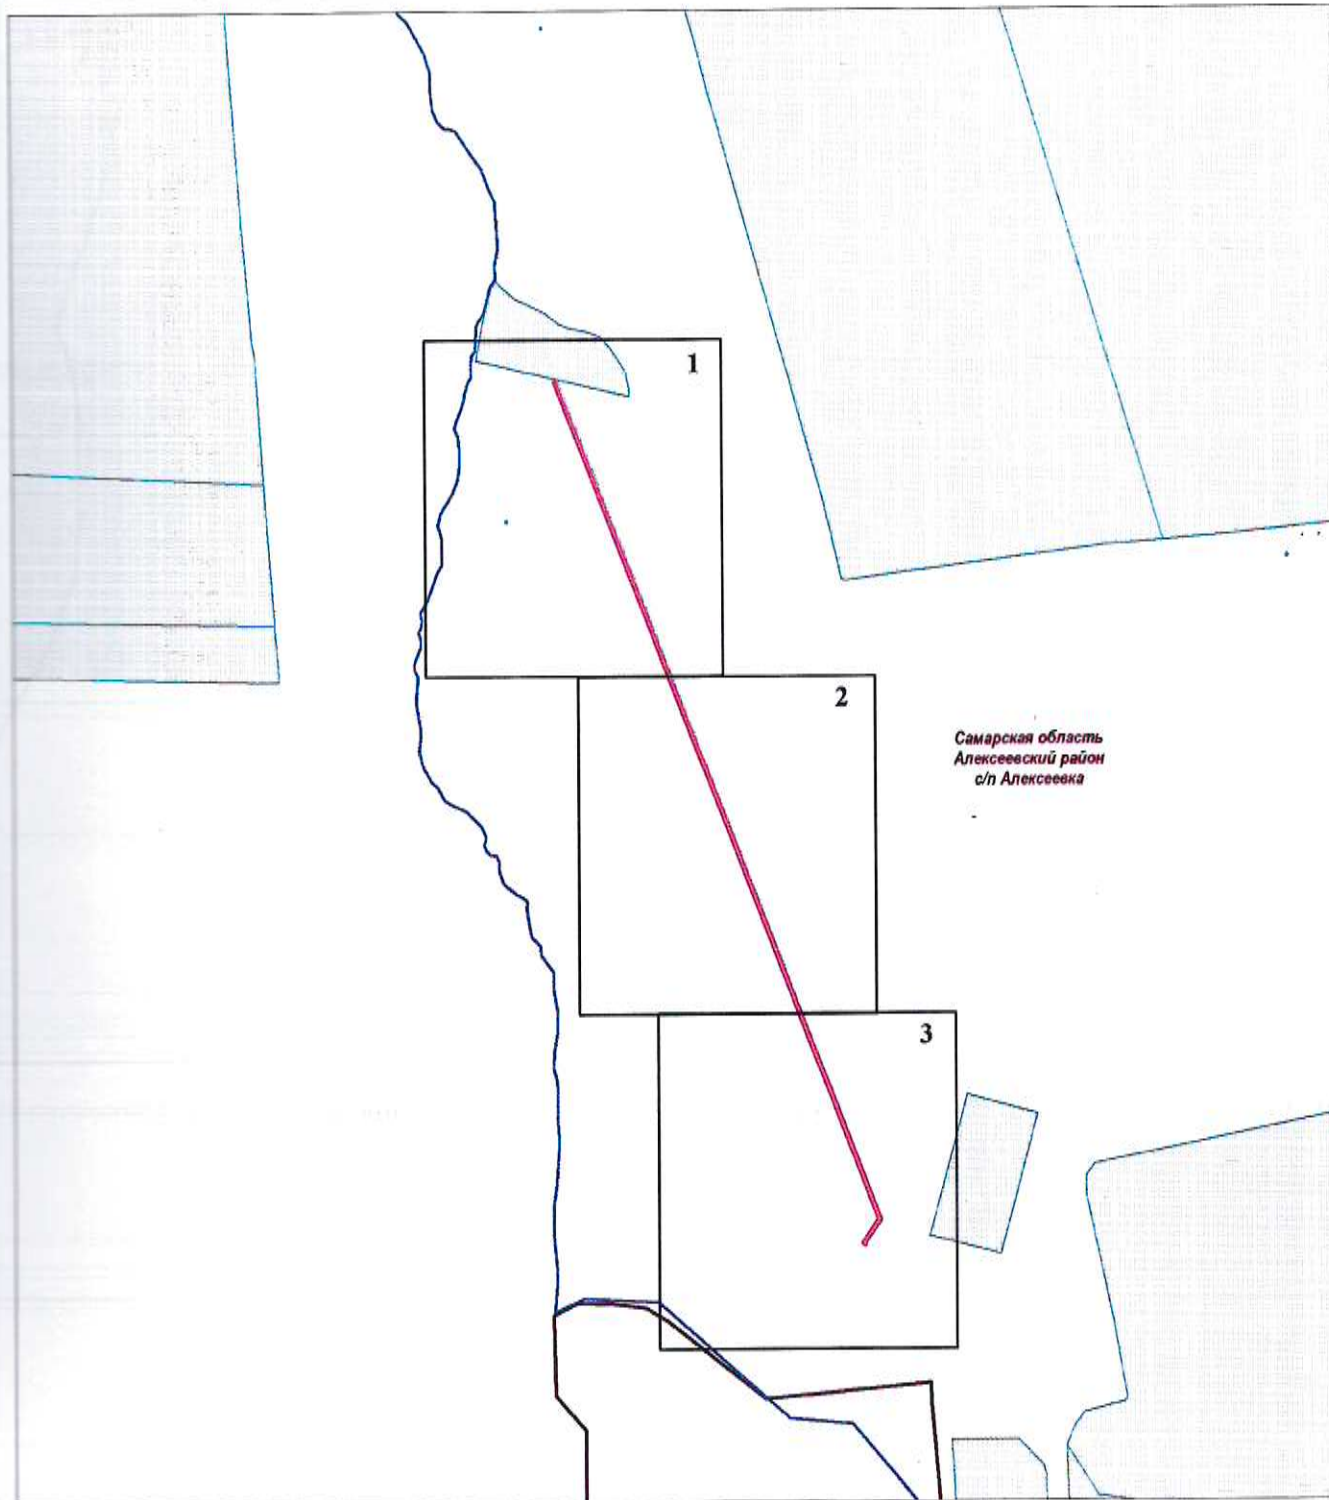 1
2
Самарская область
Алексеевский район
с/п Алексеевка
3